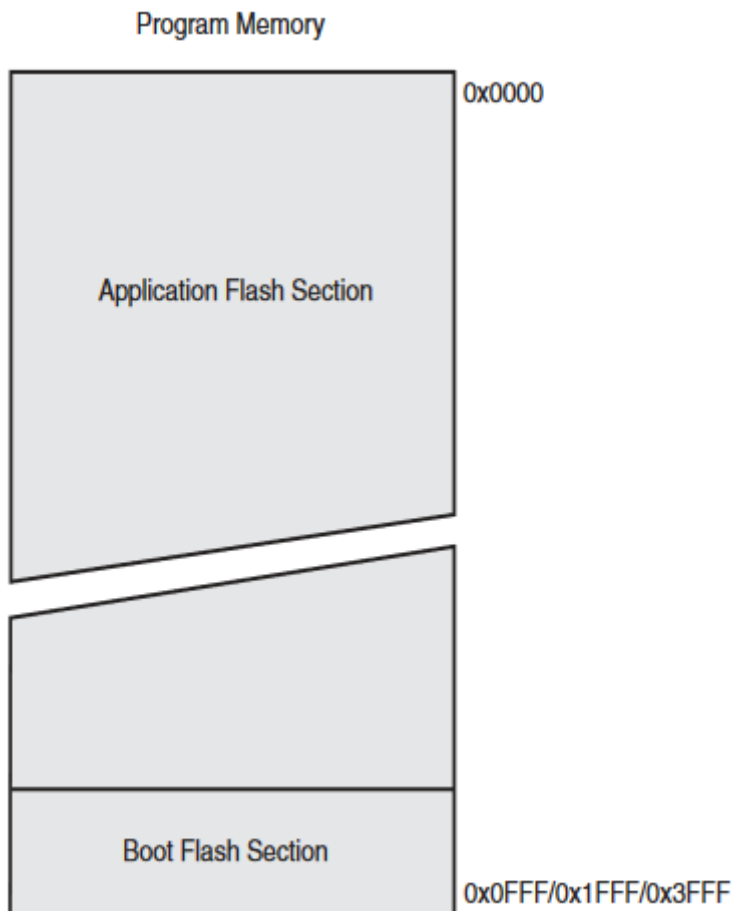 Program Memory
0x0000
Application Flash Section
Boot Flash Section
0x0FFF/0x1FFF/0x3FFF